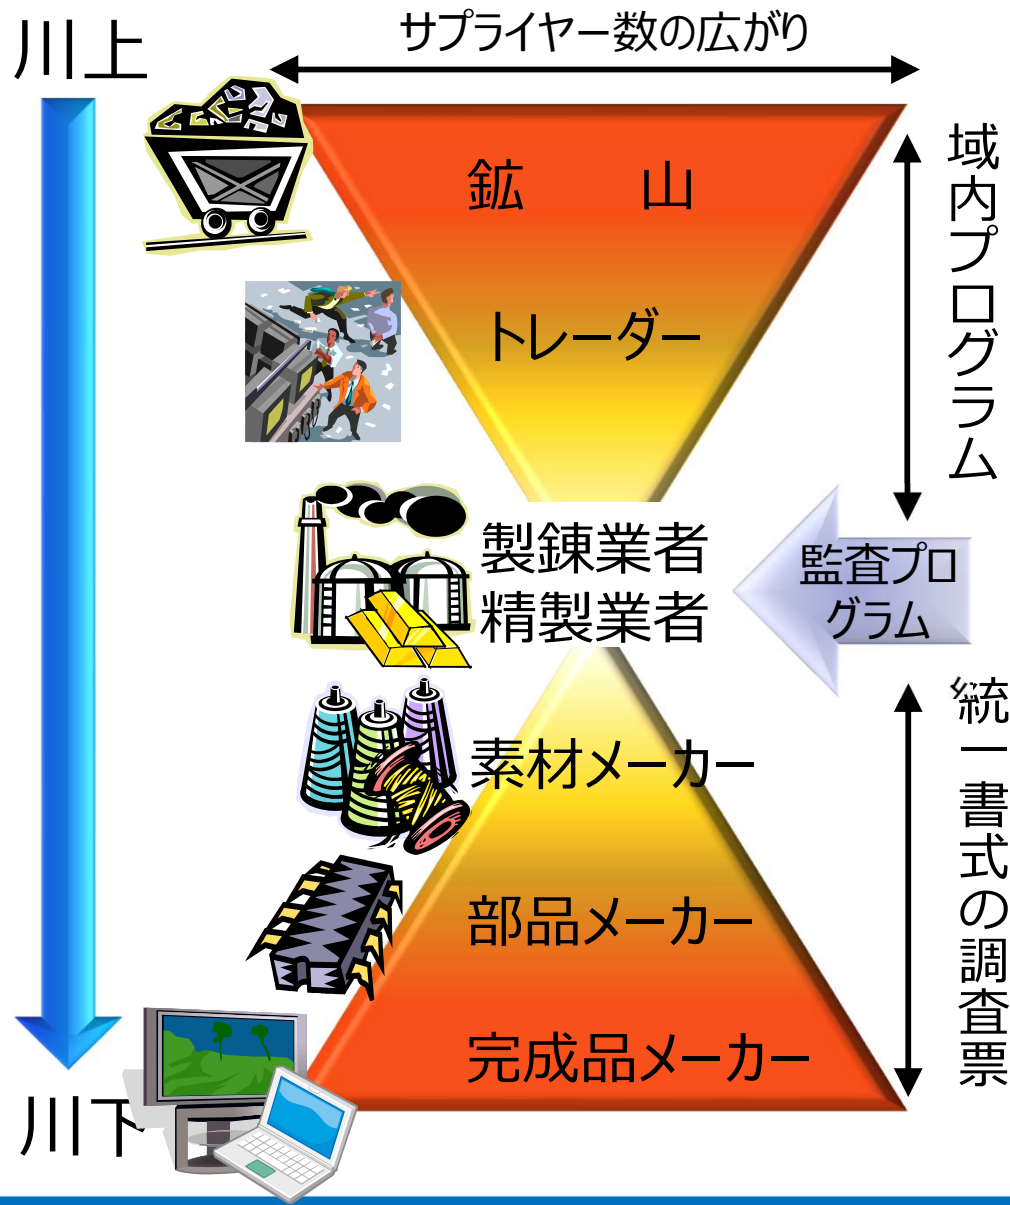 川上
サプライヤー数の広がり
鉱　山
トレーダー
域内プログラム
製錬業者
精製業者
監査プロ
グラム
素材メーカー
部品メーカー
完成品メーカー
統一書式の調査票
川下